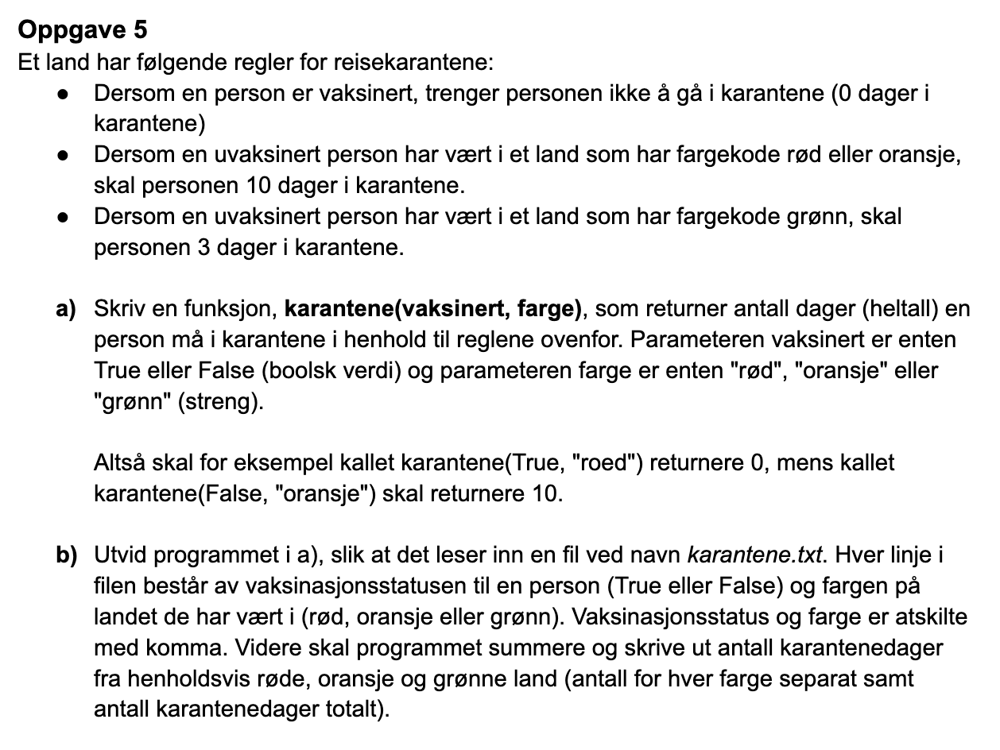 Oppgave 5
Et land har følgende regler for reisekarantene:
● Dersom en person er vaksinert, trenger personen ikke å gå i karantene (0 dager i
karantene)
● Dersom en uvaksinert person har vært i et land som har fargekode rød eller oransje,
skal personen 10 dager i karantene.
● Dersom en uvaksinert person har vært i et land som har fargekode grønn, skal
personen 3 dager i karantene.
a) Skriv en funksjon, karantene(vaksinert, farge), som returner antall dager (heltall) en
person må i karantene i henhold til reglene ovenfor. Parameteren vaksinert er enten
True eller False (boolsk verdi) og parameteren farge er enten "rød", "oransje" eller
"grønn" (streng).
Altså skal for eksempel kallet karantene(True, "roed") returnere 0, mens kallet
karantene(False, "oransje") skal returnere 10.
b) Utvid programmet i a), slik at det leser inn en fil ved navn karantene.txt. Hver linje i
filen består av vaksinasjonsstatusen til en person (True eller False) og fargen på
landet de har vært i (rød, oransje eller grønn). Vaksinasjonsstatus og farge er atskilte
med komma. Videre skal programmet summere og skrive ut antall karantenedager
fra henholdsvis røde, oransje og grønne land (antall for hver farge separat samt
antall karantenedager totalt).